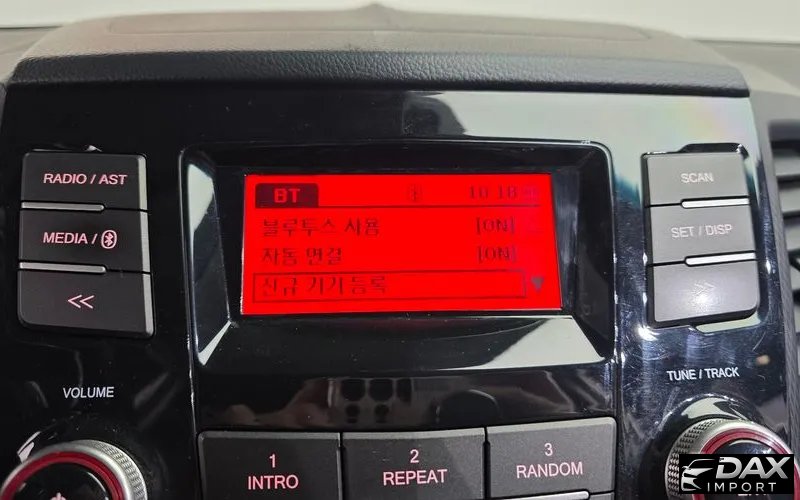 RADIO / AST
MEDIA /
<<
VOLUME
BT 10:18
블루투스 사용 [ON]
자동 연결 [ON]
신규 기기 등록
SCAN
SET / DISP
>>
TUNE / TRACK
1
INTRO
2
REPEAT
3
RANDOM
DAX
IMPORT